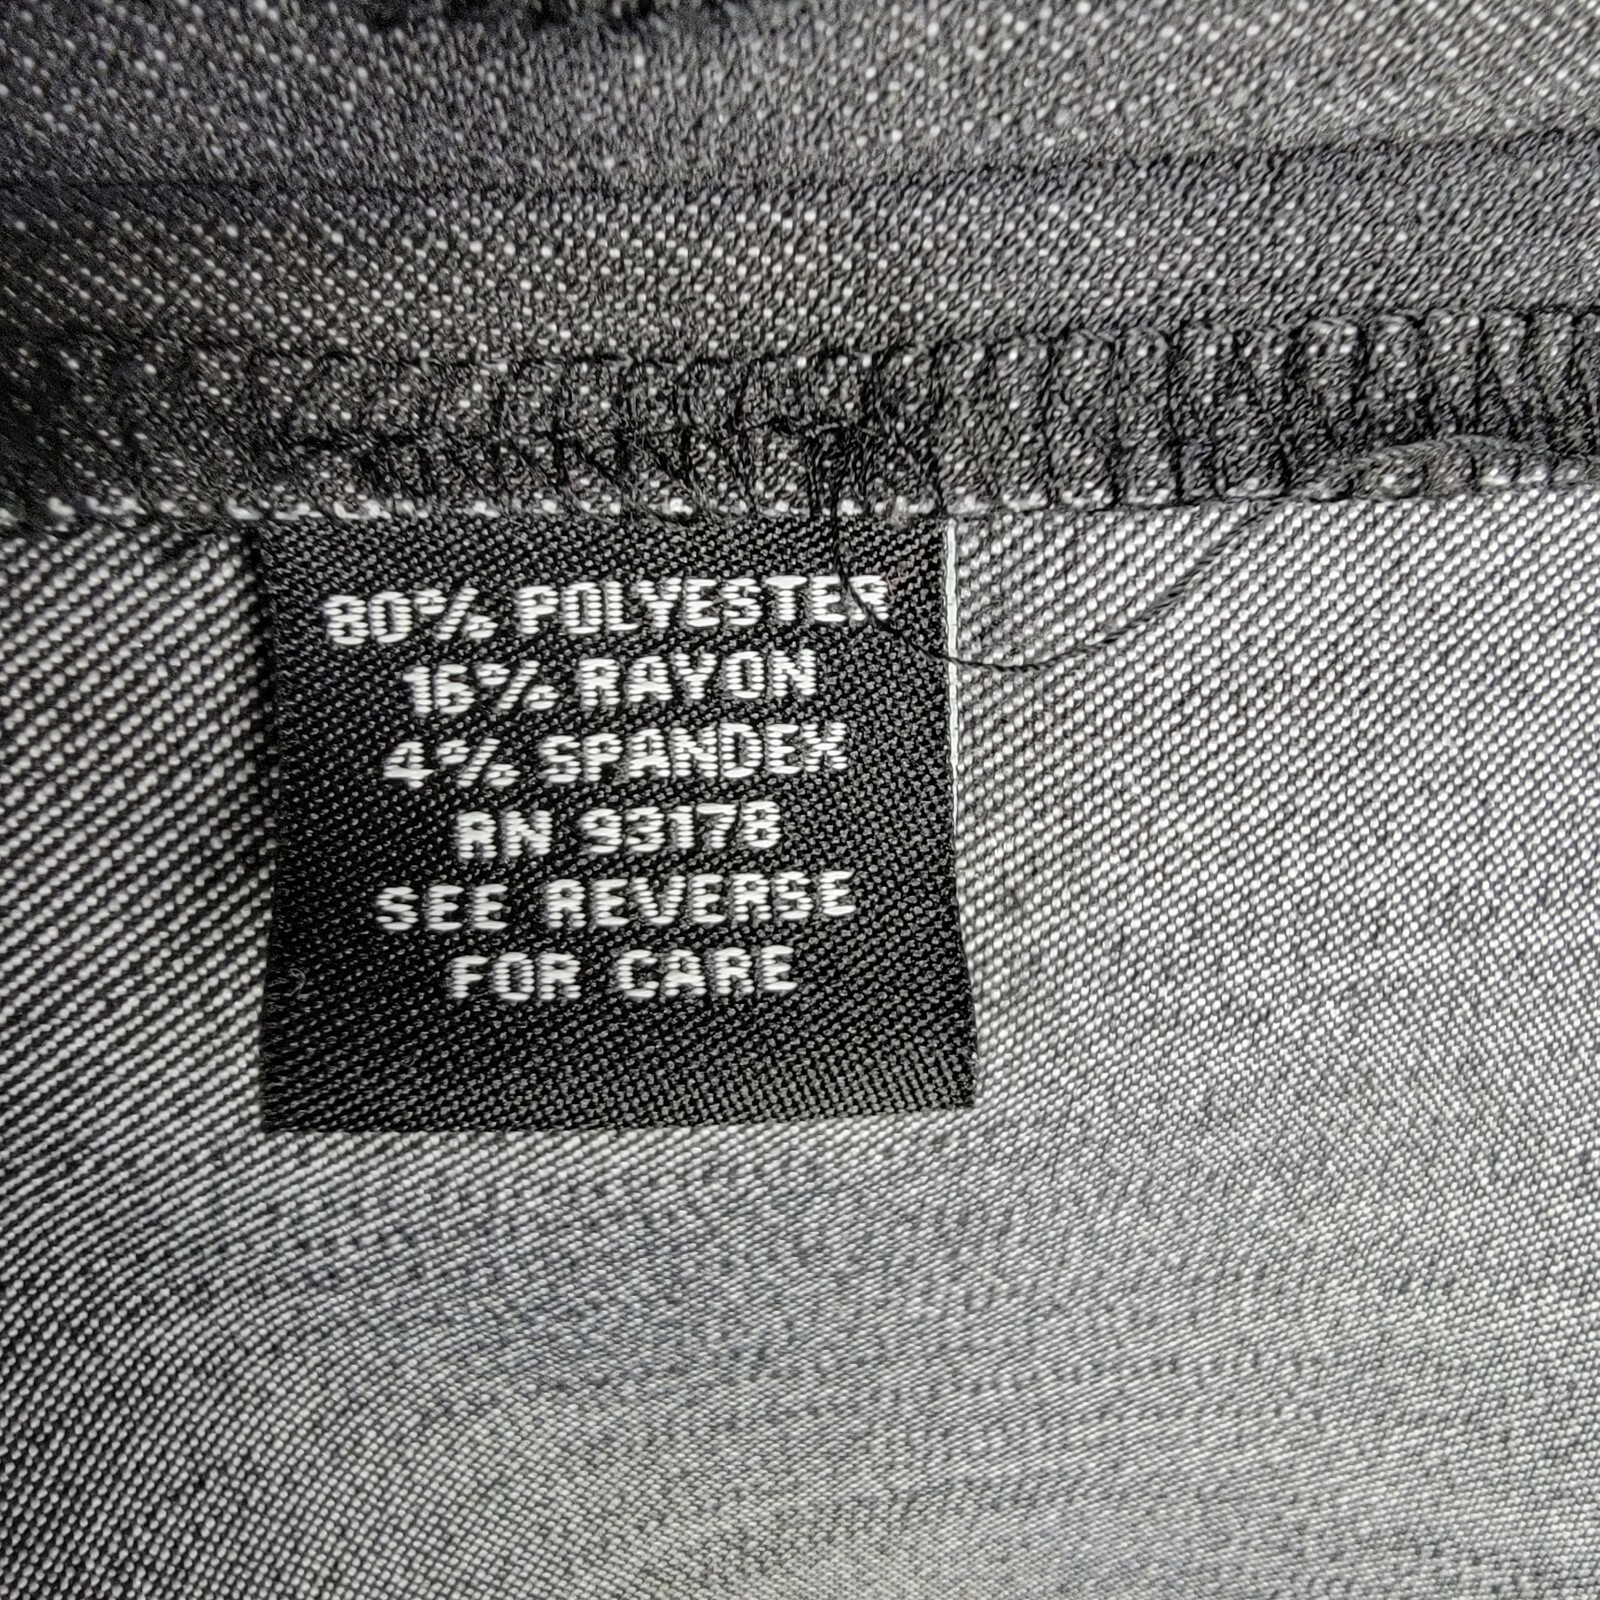 80% POLYESTER
16% RAYON
4% SPANDEX
RN 93178
SEE REVERSE
FOR CARE